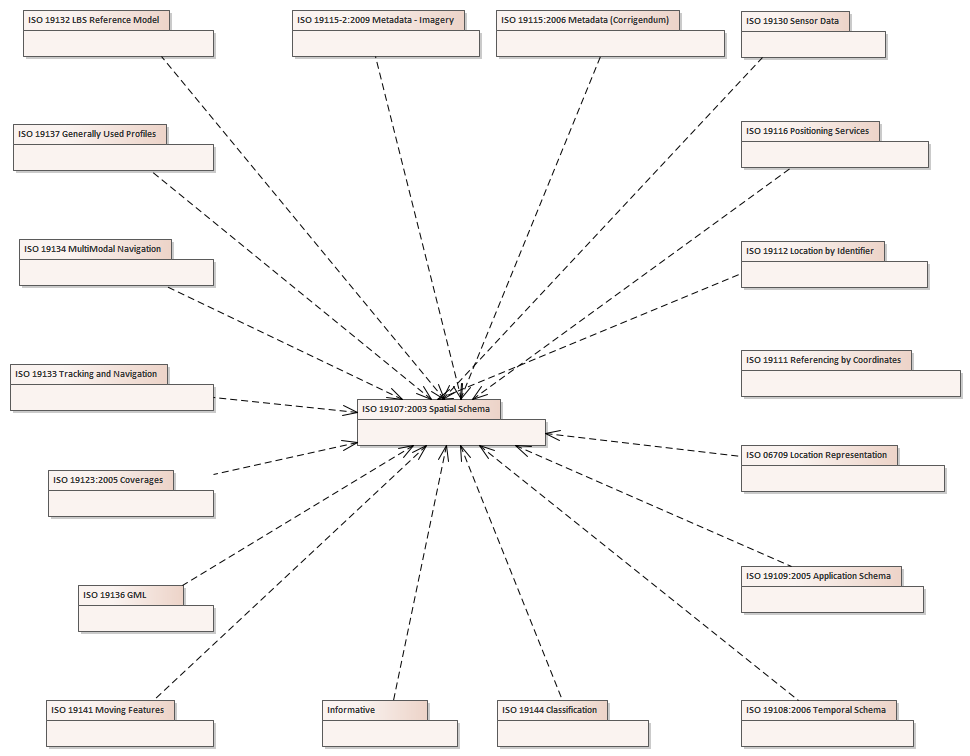 ISO 19132 LBS Reference Model
ISO 19115-2:2009 Metadata - Imagery
ISO 19115:2006 Metadata (Corrigendum)
ISO 19130 Sensor Data
ISO 19137 Generally Used Profiles
ISO 19116 Positioning Services
ISO 19134 MultiModal Navigation
ISO 19112 Location by Identifier
ISO 19111 Referencing by Coordinates
ISO 19133 Tracking and Navigation
ISO 19107:2003 Spatial Schema
ISO 06709 Location Representation
ISO 19123:2005 Coverages
ISO 19109:2005 Application Schema
ISO 19136 GML
ISO 19141 Moving Features
Informative
ISO 19144 Classification
ISO 19108:2006 Temporal Schema